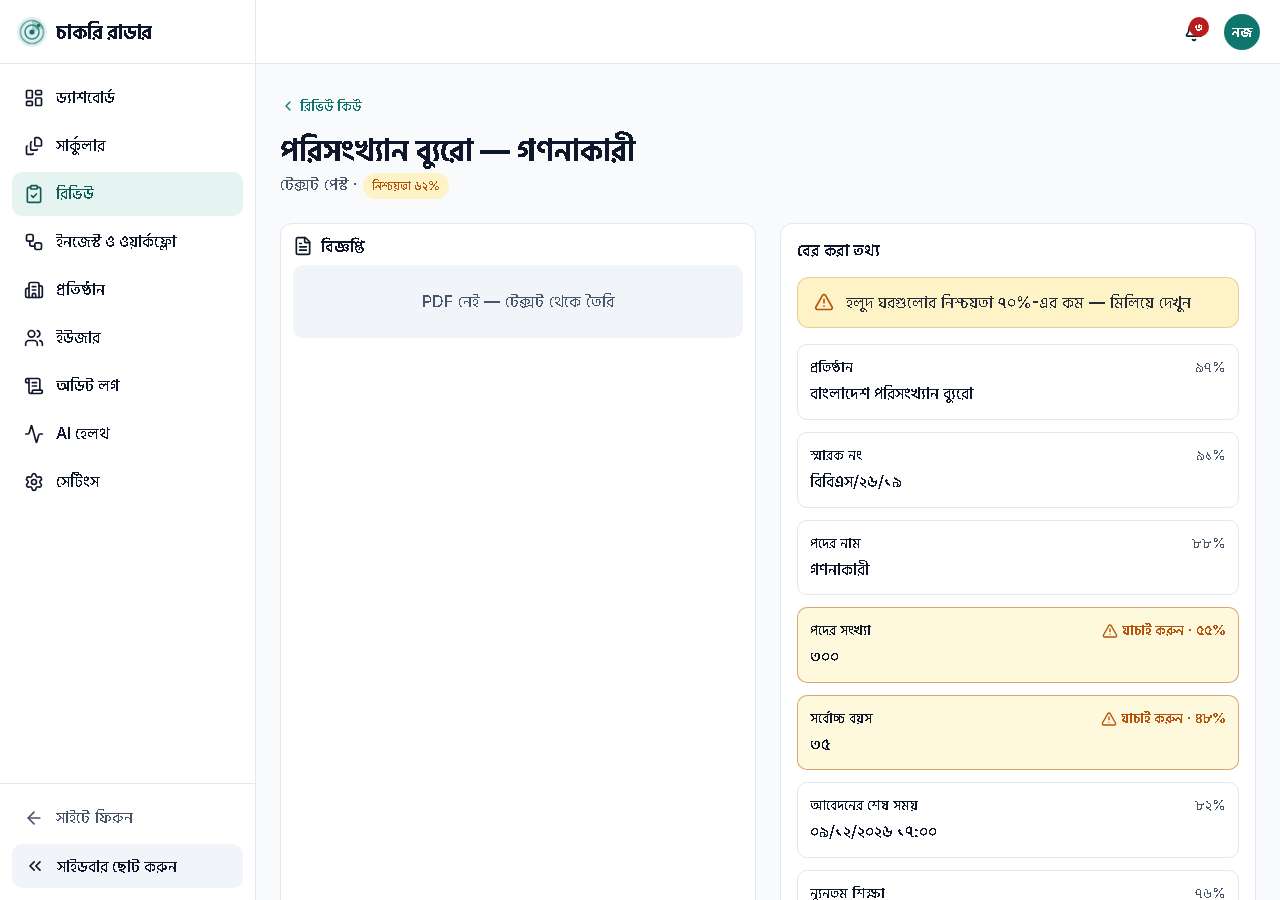 চাকরি রাডার
৩
নজ
ড্যাশবোর্ড
সার্কুলার
রিভিউ
ইনজেস্ট ও ওয়ার্কফ্লো
প্রতিষ্ঠান
ইউজার
অডিট লগ
AI হেলথ
সেটিংস
সাইটে ফিরুন
সাইডবার ছোট করুন
রিভিউ কিউ
পরিসংখ্যান ব্যুরো — গণনাকারী
টেক্সট পেস্ট · নিশ্চয়তা ৬২%
বিজ্ঞপ্তি
PDF নেই — টেক্সট থেকে তৈরি
বের করা তথ্য
হলুদ ঘরগুলোর নিশ্চয়তা ৭০%-এর কম — মিলিয়ে দেখুন
প্রতিষ্ঠান ৯৭%
বাংলাদেশ পরিসংখ্যান ব্যুরো
স্মারক নং ৯১%
বিবিএস/২৬/১৯
পদের নাম ৮৮%
গণনাকারী
পদের সংখ্যা যাচাই করুন · ৫৫%
৩০০
সর্বোচ্চ বয়স যাচাই করুন · ৪৮%
৩৫
আবেদনের শেষ সময় ৮২%
০৯/১২/২০২৬ ১৭:০০
ন্যূনতম শিক্ষা ৭৬%